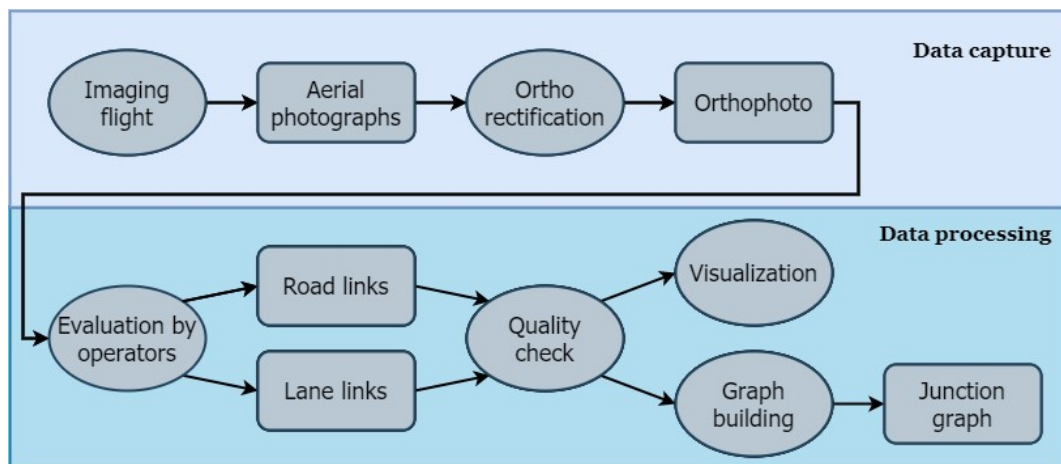 Data capture
Imaging
flight
Aerial
photographs
Ortho
rectification
Orthophoto
Data processing
Evaluation by
operators
Road links
Lane links
Quality
check
Visualization
Graph
building
Junction
graph